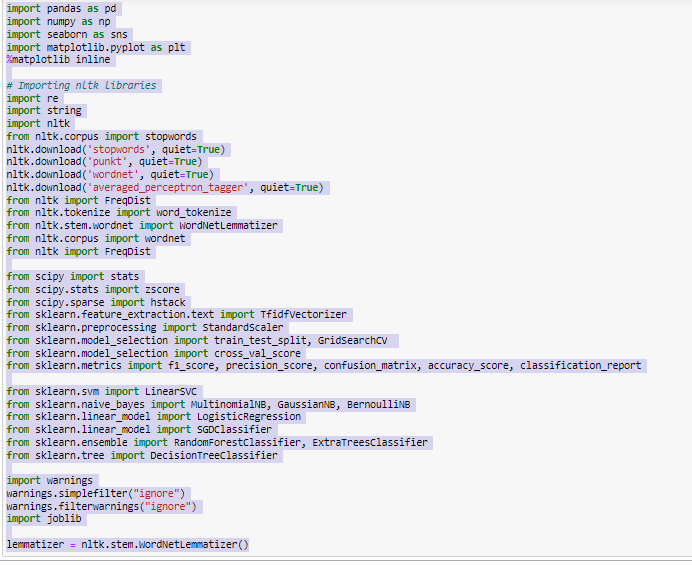 import pandas as pd
import numpy as np
import seaborn as sns
import matplotlib.pyplot as plt
%matplotlib inline
# Importing nltk libraries
import re
import string
import nltk
from nltk.corpus import stopwords
nltk.download('stopwords', quiet=True)
nltk.download('punkt', quiet=True)
nltk.download('wordnet', quiet=True)
nltk.download('averaged_perceptron_tagger', quiet=True)
from nltk import FreqDist
from nltk.tokenize import word_tokenize
from nltk.stem.wordnet import WordNetLemmatizer
from nltk.corpus import wordnet
from nltk import FreqDist
from scipy import stats
from scipy.stats import zscore
from scipy.sparse import hstack
from sklearn.feature_extraction.text import TfidfVectorizer
from sklearn.preprocessing import StandardScaler
from sklearn.model_selection import train_test_split, GridSearchCV
from sklearn.model_selection import cross_val_score
from sklearn.metrics import f1_score, precision_score, confusion_matrix, accuracy_score, classification_report
from sklearn.svm import LinearSVC
from sklearn.naive_bayes import MultinomialNB, GaussianNB, BernoulliNB
from sklearn.linear_model import LogisticRegression
from sklearn.linear_model import SGDClassifier
from sklearn.ensemble import RandomForestClassifier, ExtraTreesClassifier
from sklearn.tree import DecisionTreeClassifier
import warnings
warnings.simplefilter("ignore")
warnings.filterwarnings("ignore")
import joblib
lemmatizer = nltk.stem.WordNetLemmatizer()